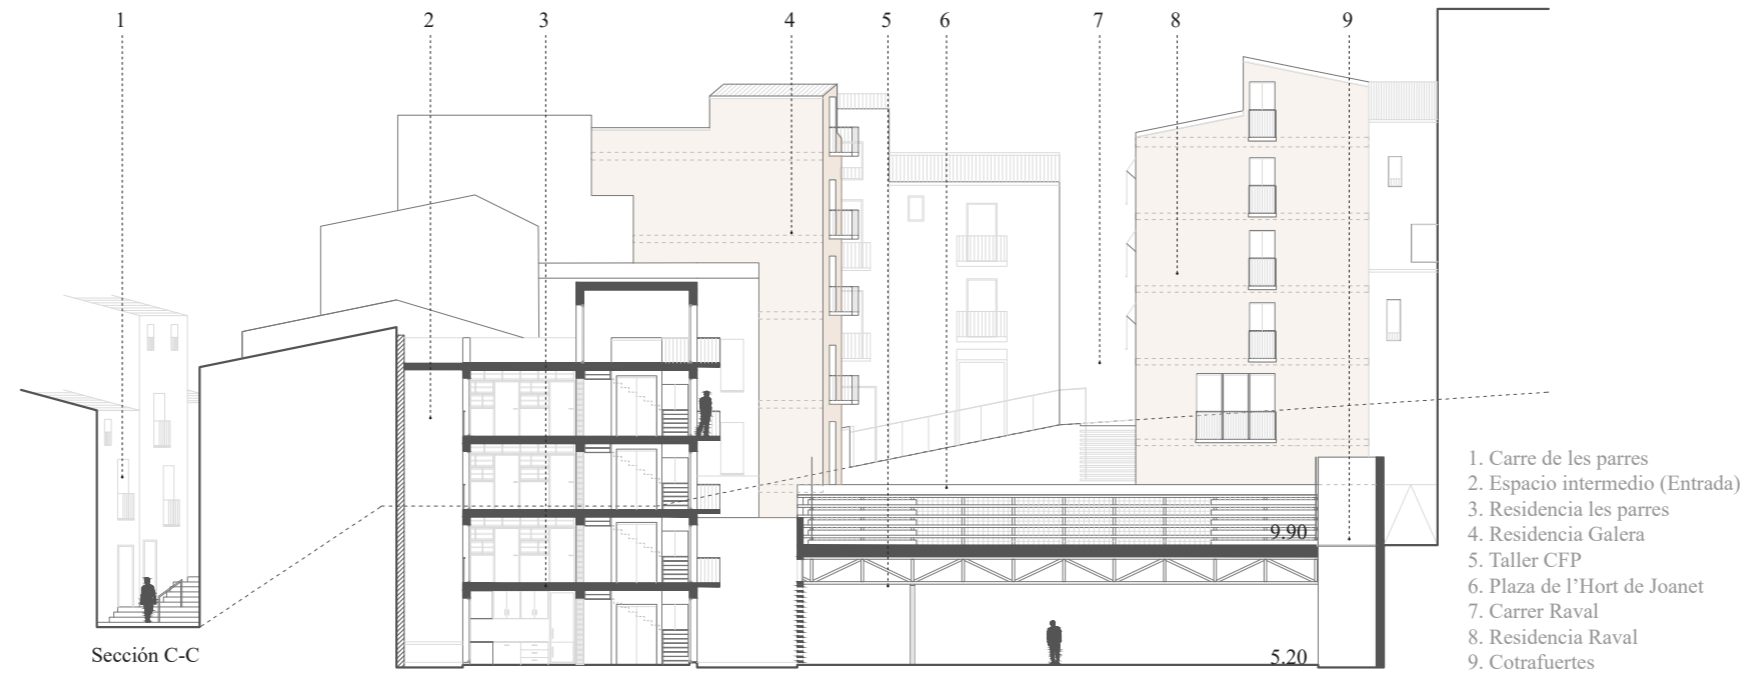 1 2 3 4 5 6 7 8 9
9.90
5.20
Sección C-C
1. Carre de les parres
2. Espacio intermedio (Entrada)
3. Residencia les parres
4. Residencia Galera
5. Taller CFP
6. Plaza de l’Hort de Joanet
7. Carrer Raval
8. Residencia Raval
9. Cotrafuertes